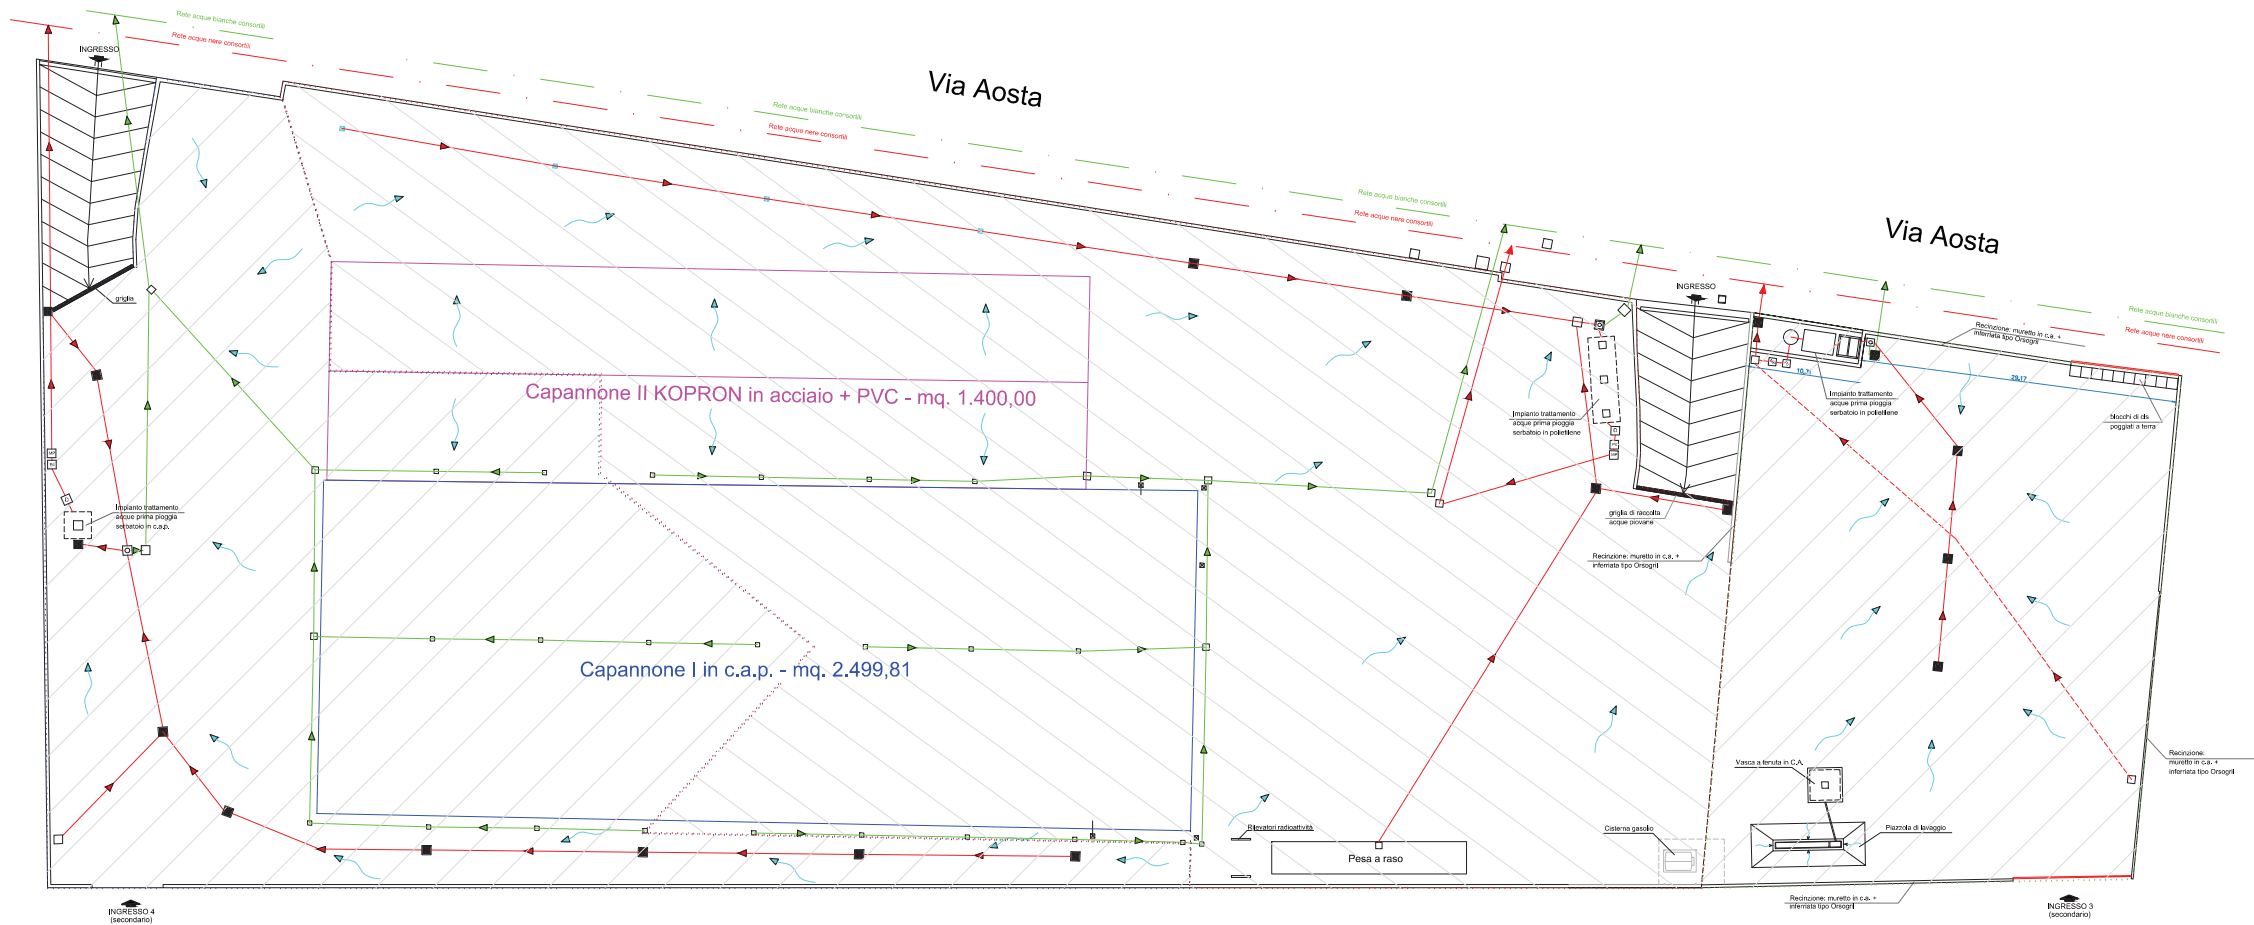 Rete acque bianche consortili
Rete acque nere consortili
INGRESSO
Via Aosta
Rete acque bianche consortili
Rete acque nere consortili
Rete acque bianche consortili
Rete acque nere consortili
Via Aosta
INGRESSO
Rete acque bianche consortili
Rete acque nere consortili
Recinzione: muretto in c.a. +
inferriata tipo Orsogril
griglia
10,71
29,17
Capannone II KOPRON in acciaio + PVC - mq. 1.400,00
Impianto trattamento
acque prima pioggia
serbatoio in polietilene
Impianto trattamento
acque prima pioggia
serbatoio in polietilene
blocchi di cls
poggiati a terra
Impianto trattamento
acque prima pioggia
serbatoio in c.a.p.
griglia di raccolta
acque piovane
Recinzione: muretto in c.a. +
inferriata tipo Orsogril
Capannone I in c.a.p. - mq. 2.499,81
Recinzione:
muretto in c.a. +
inferriata tipo Orsogril
Vasca a tenuta in C.A.
Rilevatori radioattività
Cisterna gasolio
Piazzola di lavaggio
Pesa a raso
Recinzione: muretto in c.a. +
inferriata tipo Orsogril
INGRESSO 4
(secondario)
INGRESSO 3
(secondario)